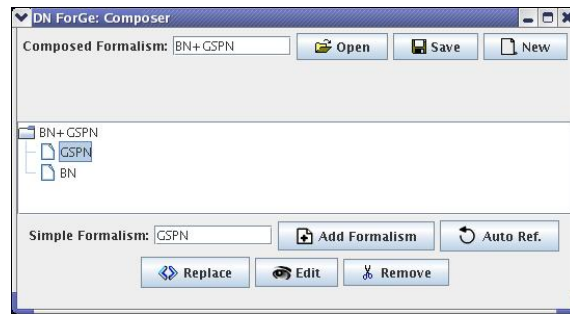 DN ForGe: Composer
Composed Formalism: BN+GSPN Open Save New
BN+GSPN
GSPN
BN
Simple Formalism: GSPN Add Formalism Auto Ref.
Replace Edit Remove